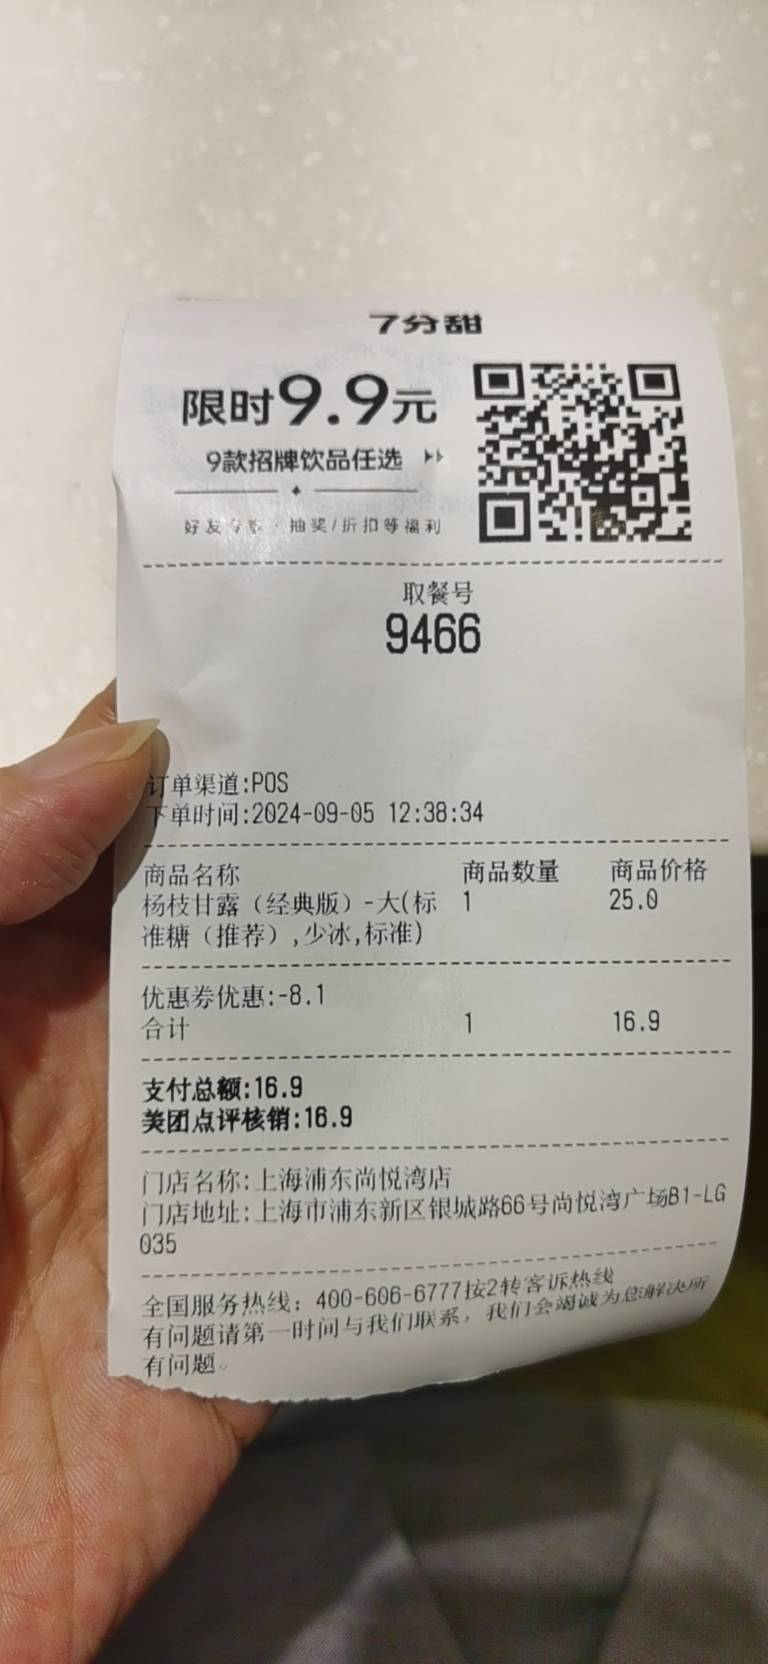 7分甜
限时9.9元
9款招牌饮品任选
好友专享·抽奖/折扣等福利
取餐号
9466
订单渠道:POS
下单时间:2024-09-05 12:38:34
商品名称 商品数量 商品价格
杨枝甘露（经典版）-大(标 1 25.0
准糖（推荐）,少冰,标准)
优惠券优惠:-8.1
合计 1 16.9
支付总额:16.9
美团点评核销:16.9
门店名称:上海浦东尚悦湾店
门店地址:上海市浦东新区银城路66号尚悦湾广场B1-LG
035
全国服务热线：400-606-6777按2转客诉热线
有问题请第一时间与我们联系，我们会竭诚为您解决所
有问题。